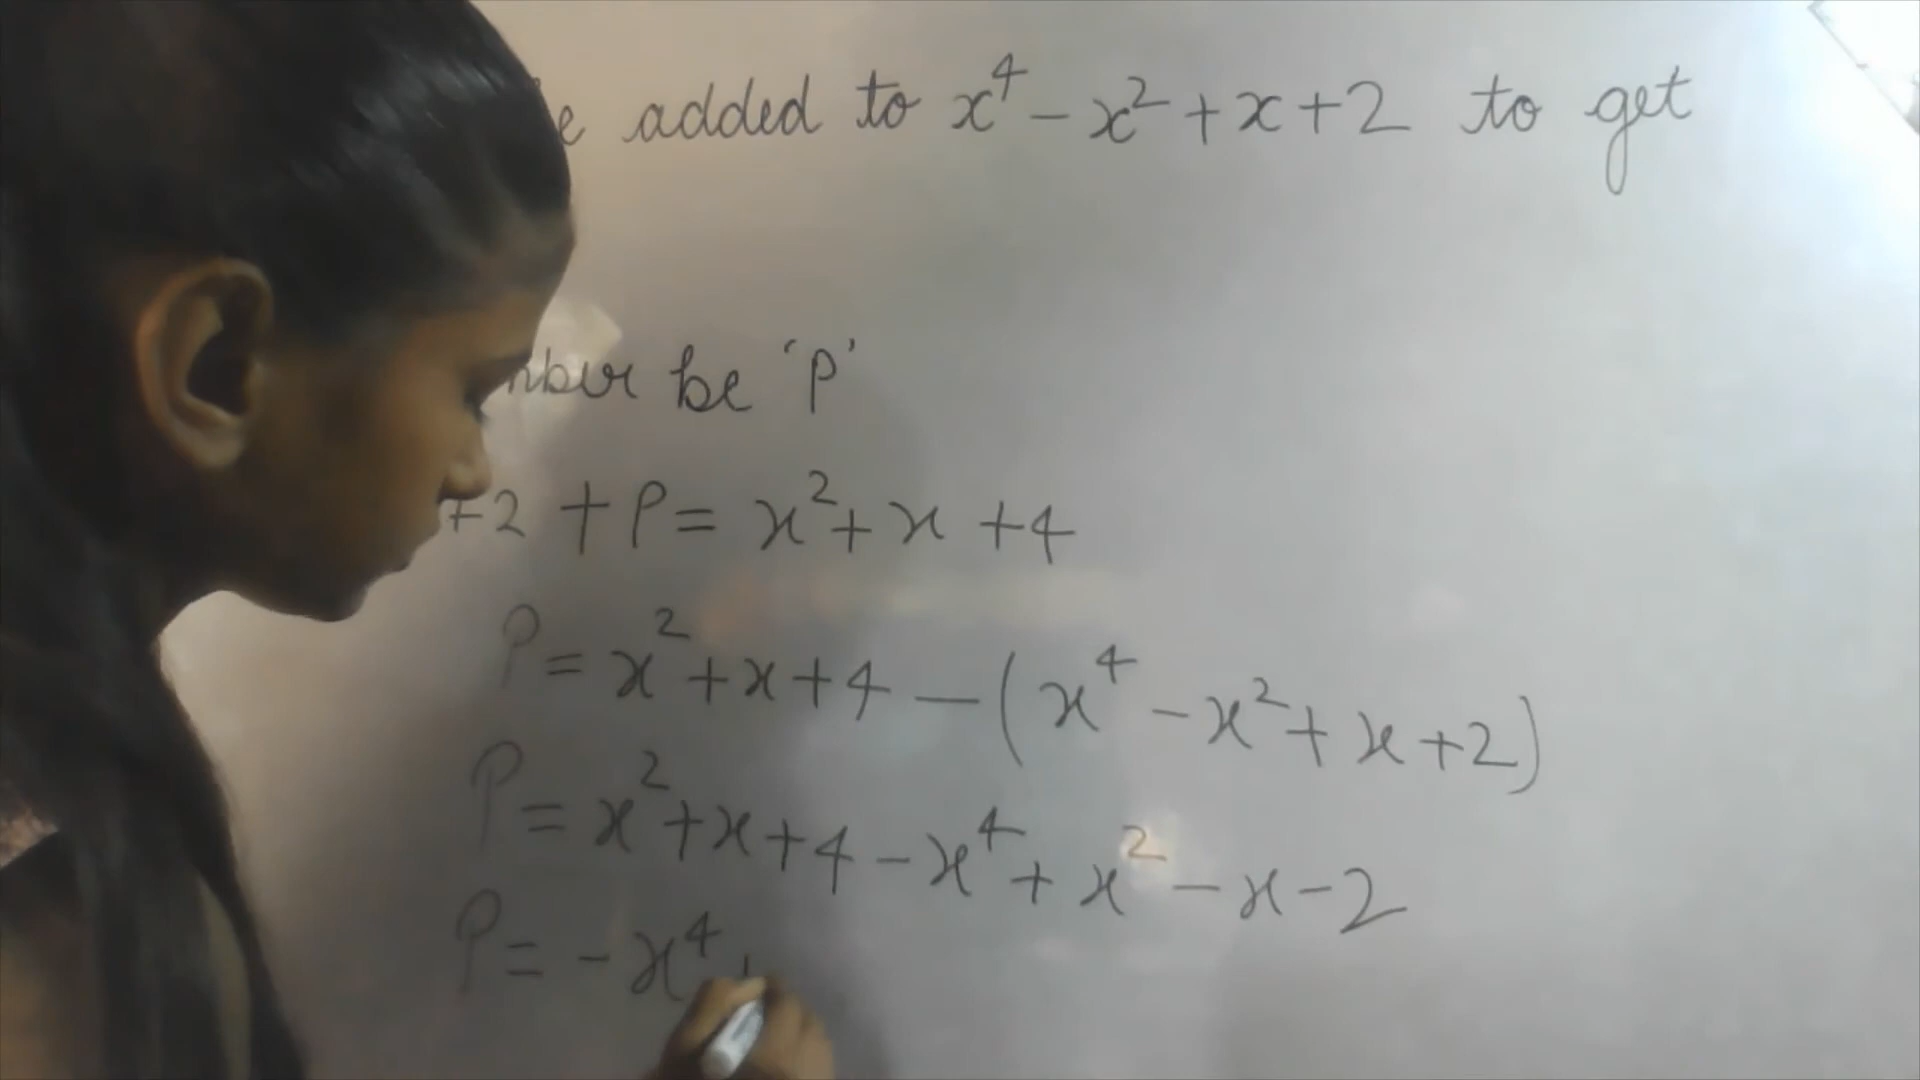 added to x⁴ - x² + x + 2 to get
be 'P'
+2 + P = x² + x + 4
P = x² + x + 4 - (x⁴ - x² + x + 2)
P = x² + x + 4 - x⁴ + x² - x - 2
P = - x⁴